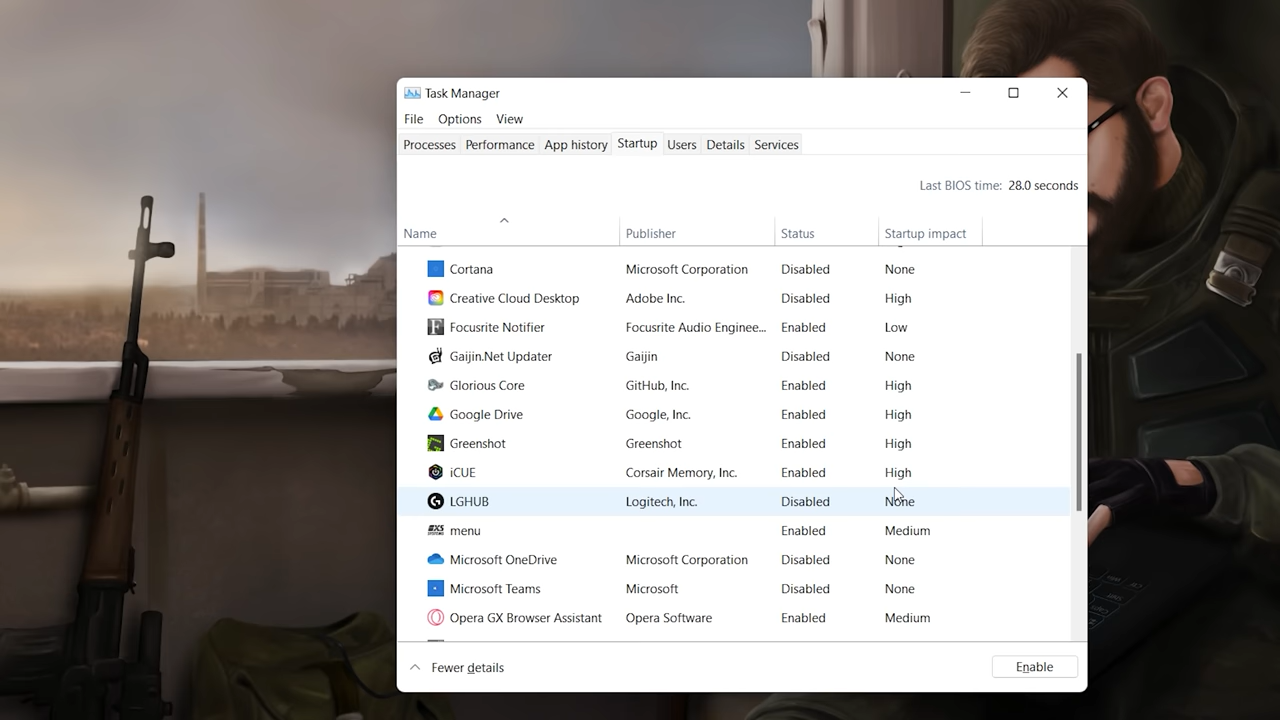 Task Manager
File Options View
Processes Performance App history Startup Users Details Services
Last BIOS time: 28.0 seconds
Name Publisher Status Startup impact
Cortana Microsoft Corporation Disabled None
Creative Cloud Desktop Adobe Inc. Disabled High
Focusrite Notifier Focusrite Audio Enginee... Enabled Low
Gaijin.Net Updater Gaijin Disabled None
Glorious Core GitHub, Inc. Enabled High
Google Drive Google, Inc. Enabled High
Greenshot Greenshot Enabled High
iCUE Corsair Memory, Inc. Enabled High
LGHUB Logitech, Inc. Disabled None
menu Enabled Medium
Microsoft OneDrive Microsoft Corporation Disabled None
Microsoft Teams Microsoft Disabled None
Opera GX Browser Assistant Opera Software Enabled Medium
Fewer details Enable